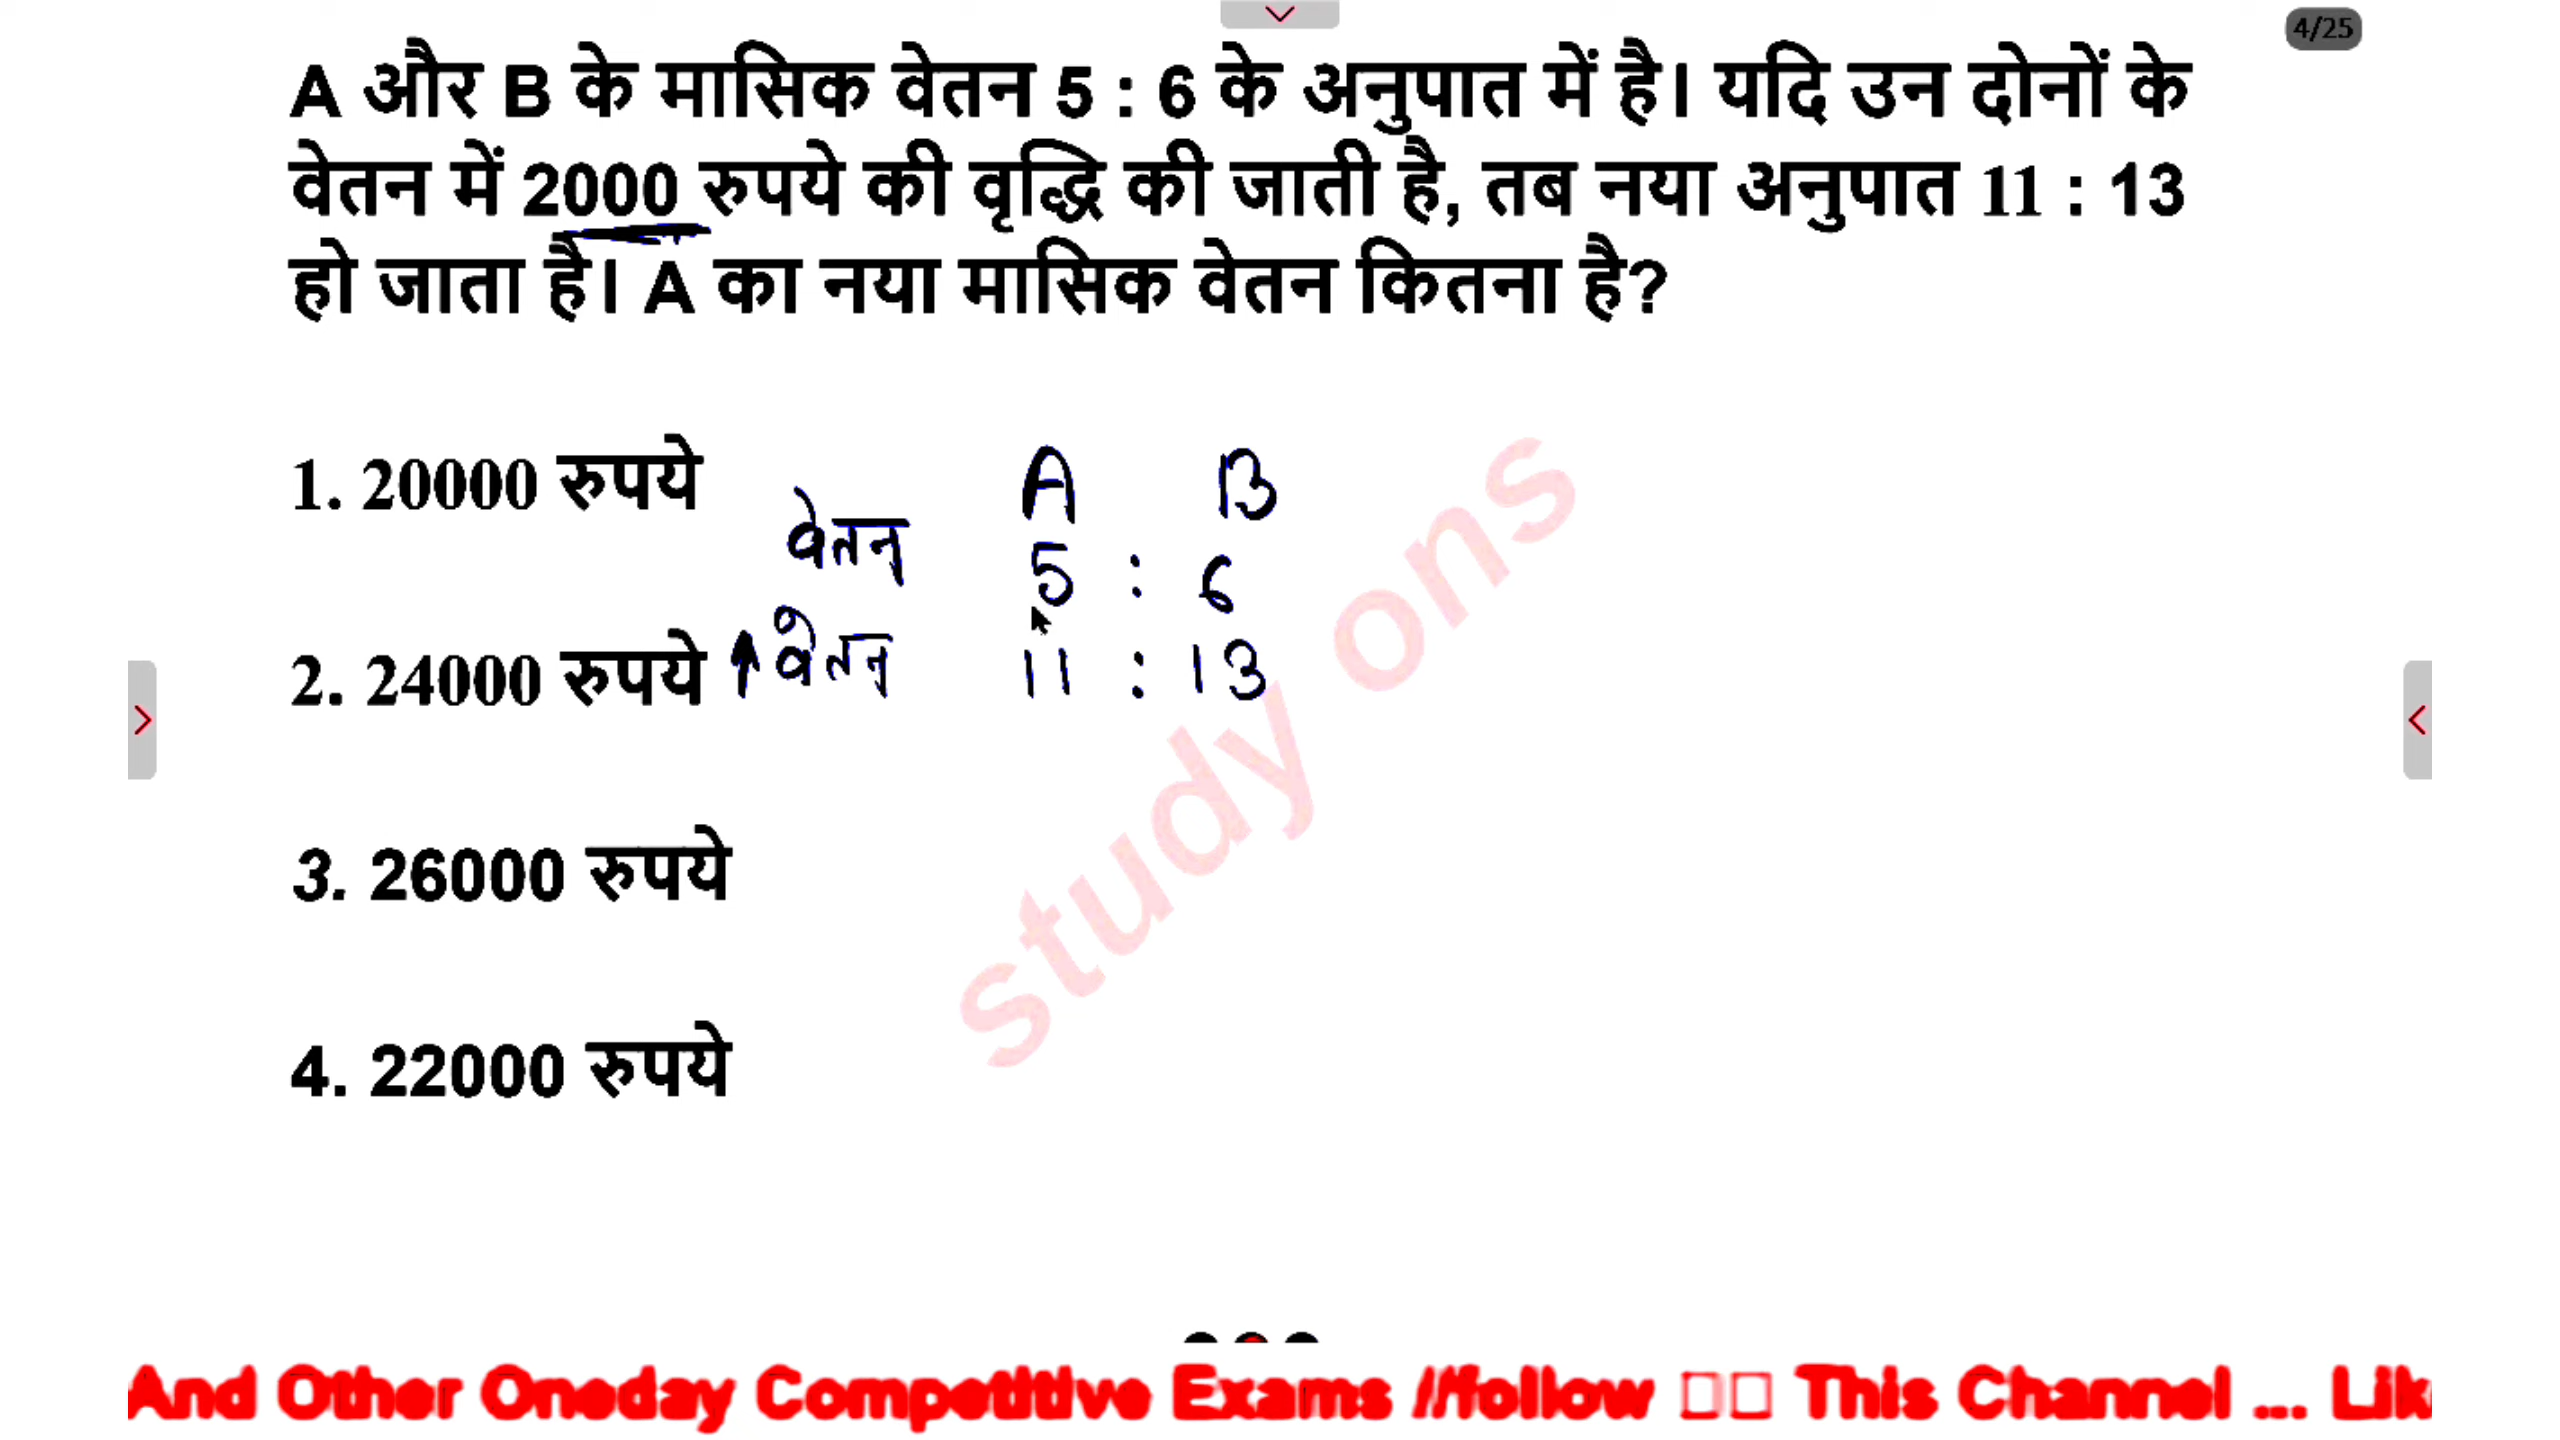 4/25
A और B के मासिक वेतन 5 : 6 के अनुपात में है। यदि उन दोनों के
वेतन में 2000 रुपये की वृद्धि की जाती है, तब नया अनुपात 11 : 13
हो जाता है। A का नया मासिक वेतन कितना है?
1. 20000 रुपये
A B
वेतन 5 : 6
2. 24000 रुपये
वेतन 11 : 13
3. 26000 रुपये
4. 22000 रुपये
study ons
And Other Oneday Competitive Exams //follow This Channel ... Lik